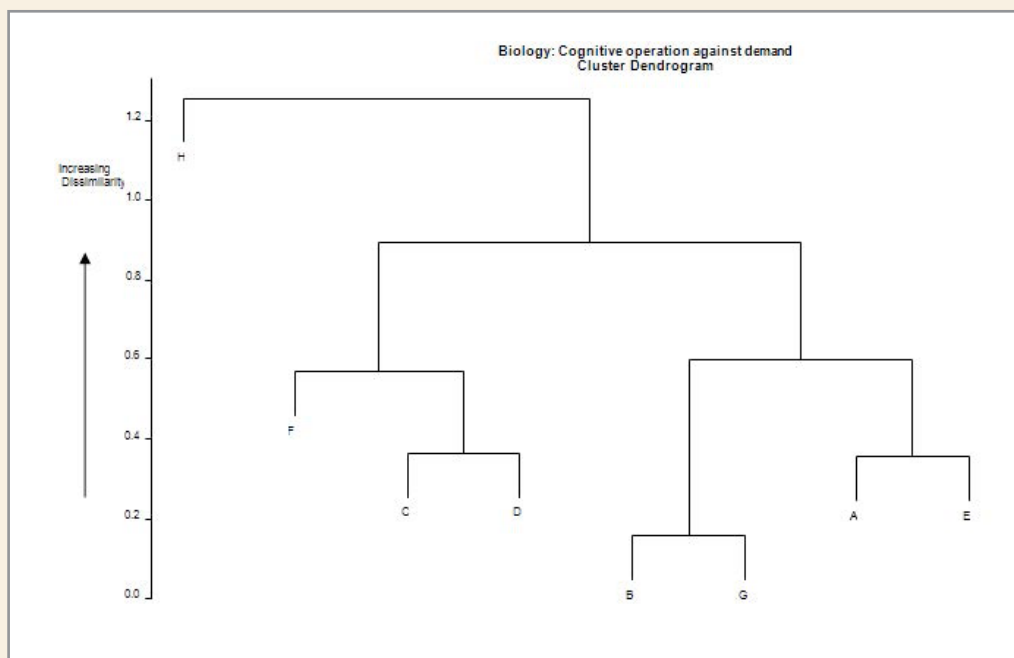 Biology: Cognitive operation against demand
Cluster Dendrogram
1.2
H
Increasing
Dissimilarity
1.0
0.8
0.6
F
0.4
C
D
A
E
0.2
B
G
0.0